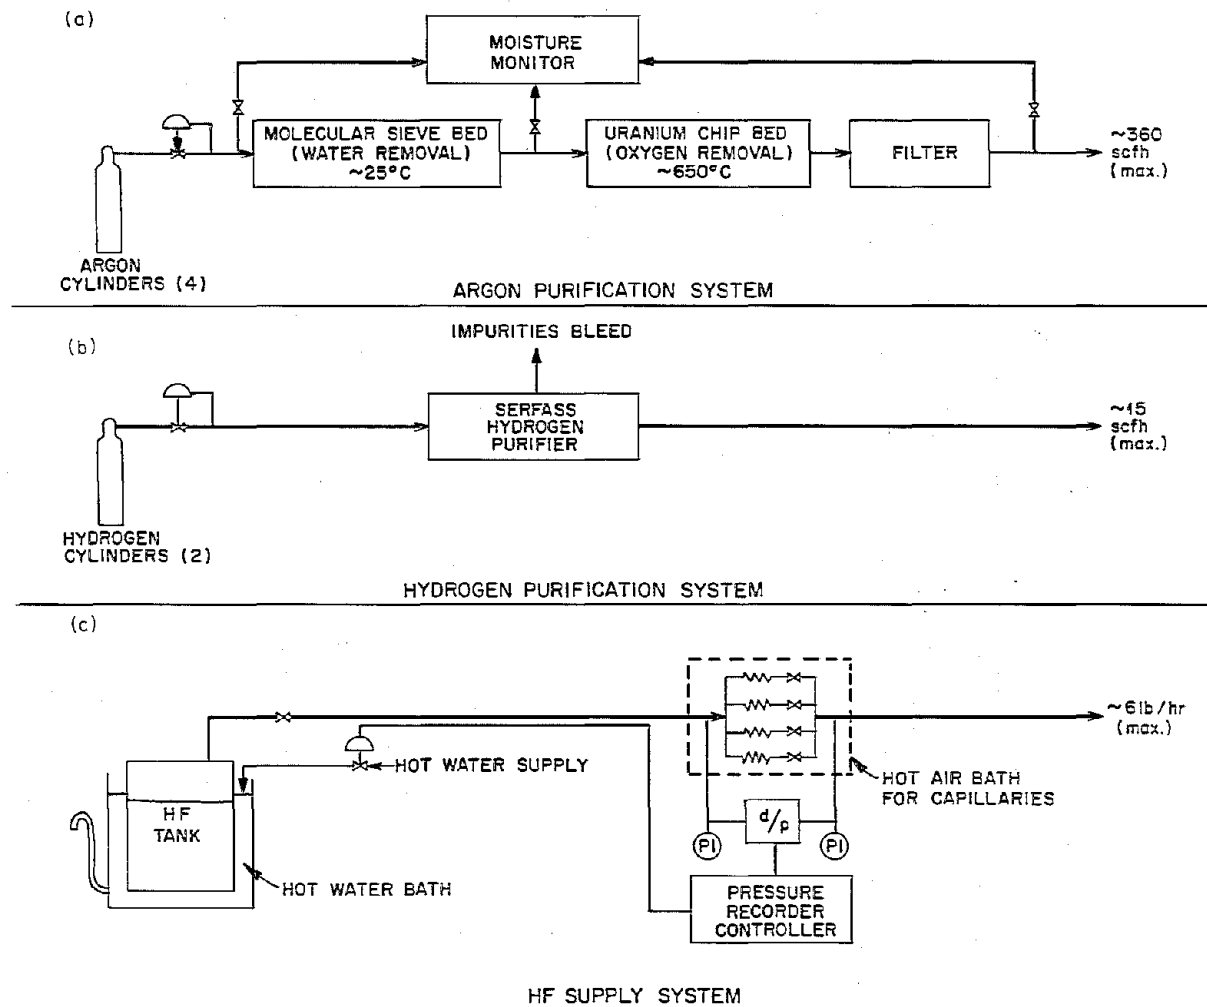 (a)
MOISTURE
MONITOR
MOLECULAR SIEVE BED
(WATER REMOVAL)
~25°C
URANIUM CHIP BED
(OXYGEN REMOVAL)
~650°C
FILTER
~360
scfh
(max.)
ARGON
CYLINDERS (4)
ARGON PURIFICATION SYSTEM
(b)
IMPURITIES BLEED
SERFASS
HYDROGEN
PURIFIER
~15
scfh
(max.)
HYDROGEN
CYLINDERS (2)
HYDROGEN PURIFICATION SYSTEM
(c)
~6lb/hr
(max.)
HOT WATER SUPPLY
HOT AIR BATH
FOR CAPILLARIES
HF
TANK
d/p
PI
PI
HOT WATER BATH
PRESSURE
RECORDER
CONTROLLER
HF SUPPLY SYSTEM